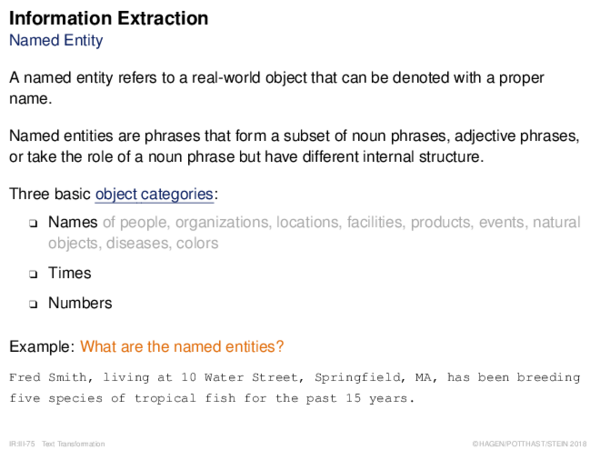 Information Extraction
Named Entity
A named entity refers to a real-world object that can be denoted with a proper
name.
Named entities are phrases that form a subset of noun phrases, adjective phrases,
or take the role of a noun phrase but have different internal structure.
Three basic object categories:
❑ Names of people, organizations, locations, facilities, products, events, natural
objects, diseases, colors
❑ Times
❑ Numbers
Example: What are the named entities?
Fred Smith, living at 10 Water Street, Springfield, MA, has been breeding
five species of tropical fish for the past 15 years.
IR:III-75 Text Transformation ©HAGEN/POTTHAST/STEIN 2018